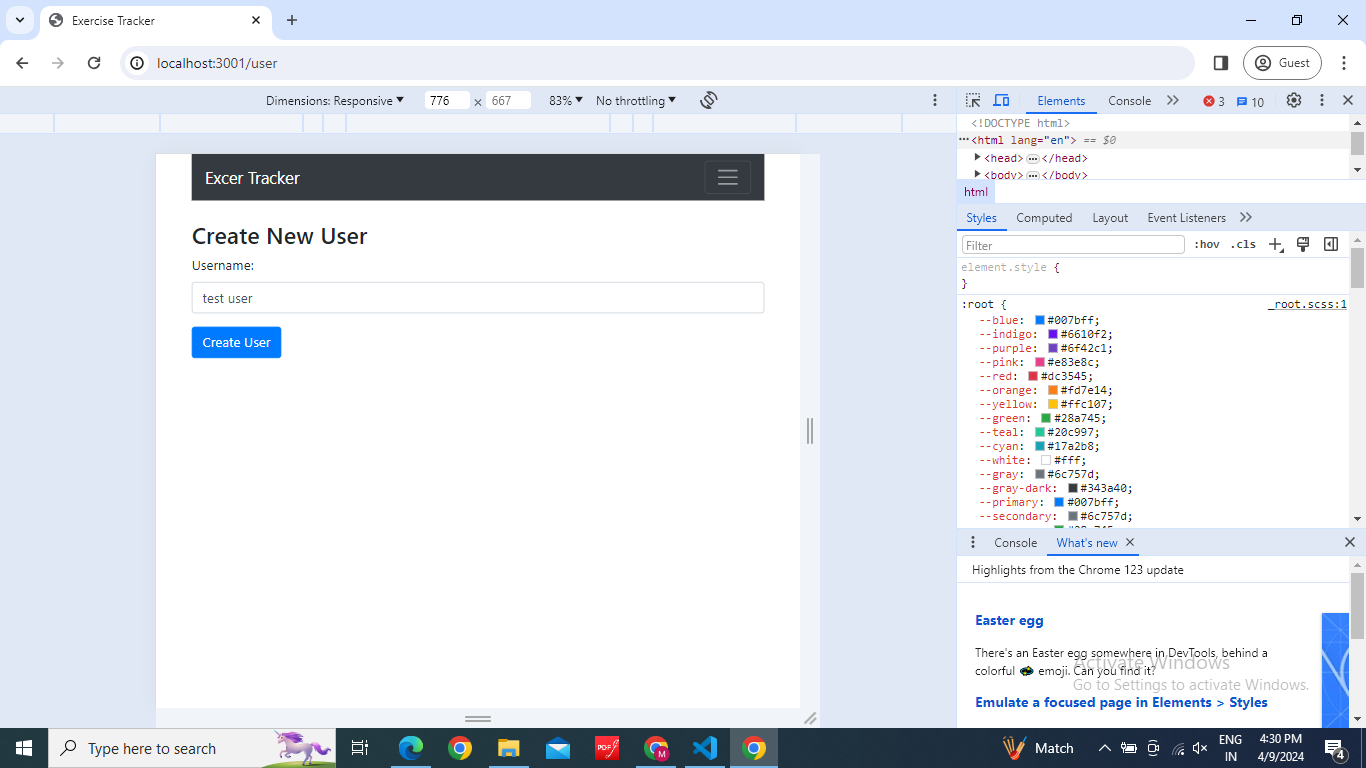 Exercise Tracker
localhost:3001/user
Guest
Dimensions: Responsive 776 × 667 83% No throttling
Elements Console 3 10
<!DOCTYPE html>
<html lang="en"> == $0
<head> ••• </head>
<body> ••• </body>
html
Styles Computed Layout Event Listeners
Filter :hov .cls
element.style {
}
:root { _root.scss:1
--blue: #007bff;
--indigo: #6610f2;
--purple: #6f42c1;
--pink: #e83e8c;
--red: #dc3545;
--orange: #fd7e14;
--yellow: #ffc107;
--green: #28a745;
--teal: #20c997;
--cyan: #17a2b8;
--white: #fff;
--gray: #6c757d;
--gray-dark: #343a40;
--primary: #007bff;
--secondary: #6c757d;
Console What's new
Highlights from the Chrome 123 update
Easter egg
There's an Easter egg somewhere in DevTools, behind a
colorful emoji. Can you find it?
Emulate a focused page in Elements > Styles
Activate Windows
Go to Settings to activate Windows.
Excer Tracker
Create New User
Username:
test user
Create User
Type here to search
PDF
M
Match
ENG
IN
4:30 PM
4/9/2024
4